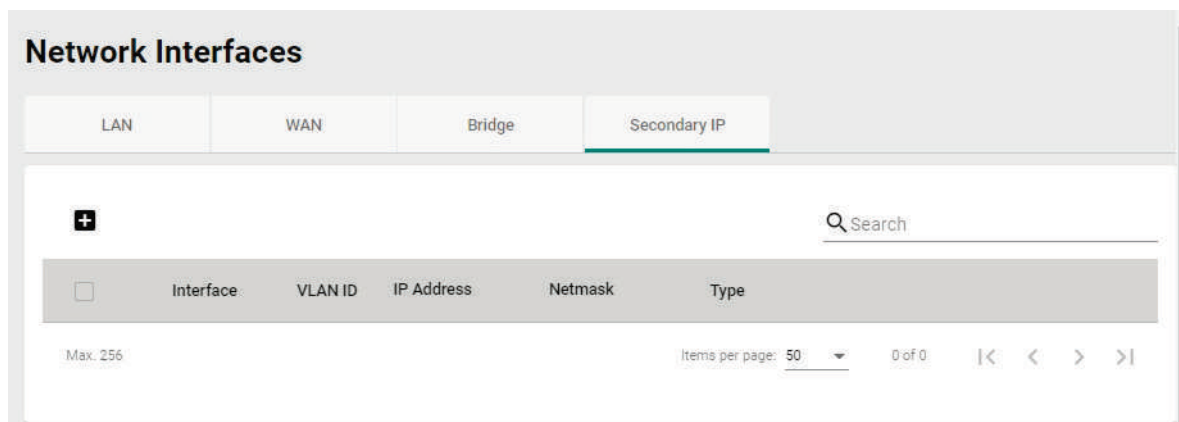 Network Interfaces
LAN WAN Bridge Secondary IP
Search
Interface VLAN ID IP Address Netmask Type
Max. 256 Items per page: 50 0 of 0